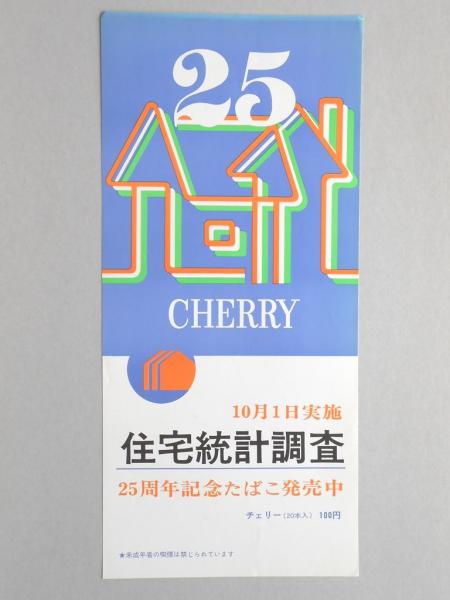 25
CHERRY
10月1日実施
住宅統計調査
25周年記念たばこ発売中
チェリー(20本入) 100円
★未成年者の喫煙は禁じられています